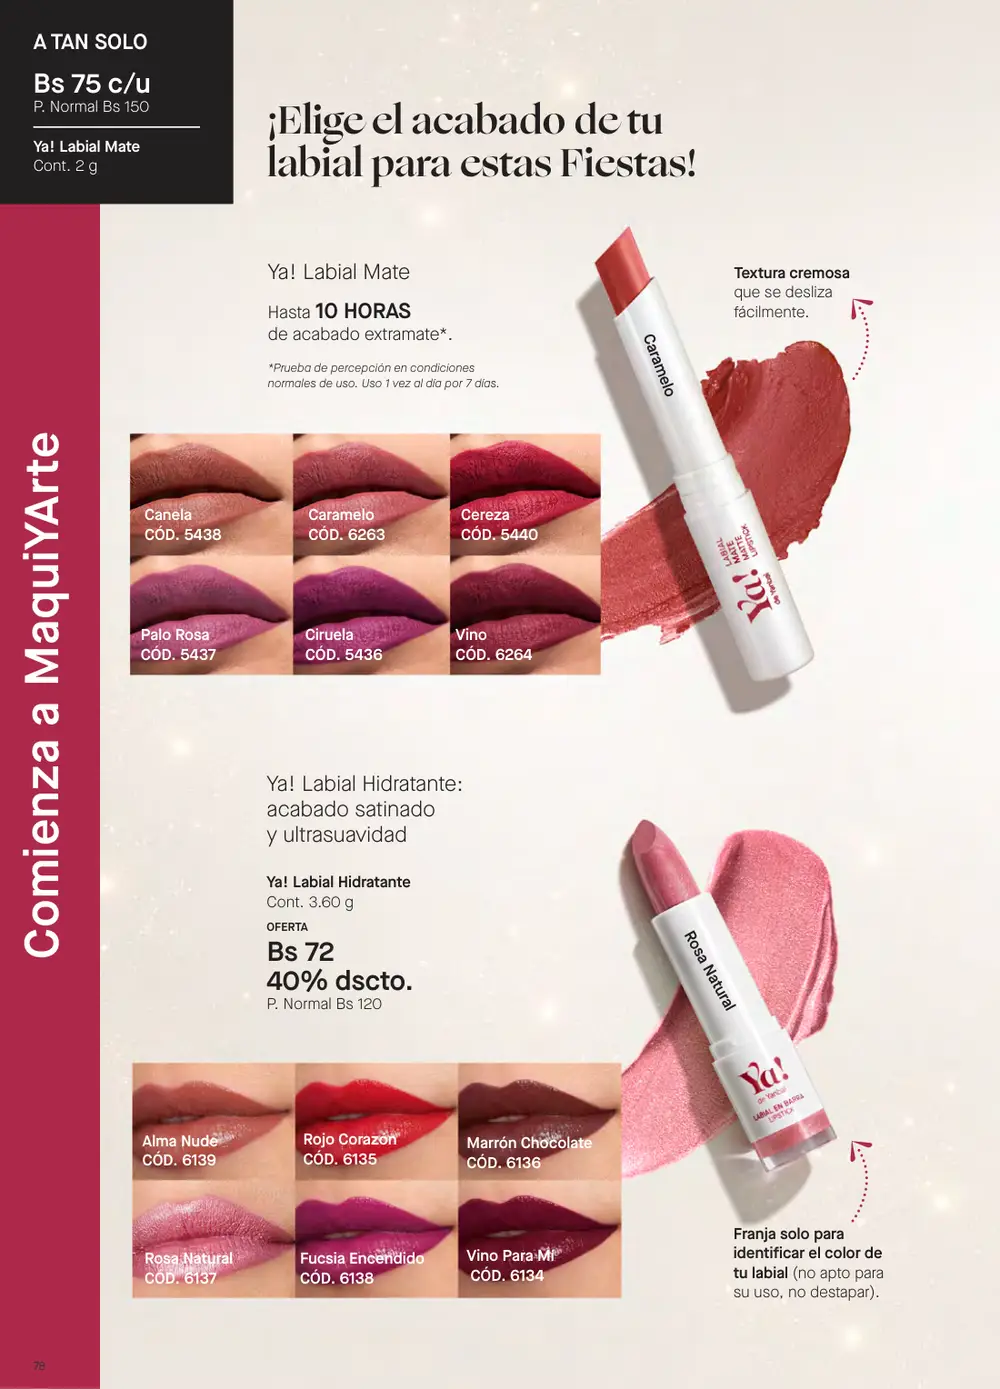 A TAN SOLO
Bs 75 c/u
P. Normal Bs 150
Ya! Labial Mate
Cont. 2 g
¡Elige el acabado de tu
labial para estas Fiestas!
Ya! Labial Mate
Hasta 10 HORAS
de acabado extramate*.
*Prueba de percepción en condiciones
normales de uso. Uso 1 vez al día por 7 días.
Textura cremosa
que se desliza
fácilmente.
Caramelo
Ya!
de Yanbal
LABIAL
MATE
MATTE
LIPSTICK
Canela
CÓD. 5438
Caramelo
CÓD. 6263
Cereza
CÓD. 5440
Palo Rosa
CÓD. 5437
Ciruela
CÓD. 5436
Vino
CÓD. 6264
Comienza a MaquiYArte
Ya! Labial Hidratante:
acabado satinado
y ultrasuavidad
Ya! Labial Hidratante
Cont. 3.60 g
OFERTA
Bs 72
40% dscto.
P. Normal Bs 120
Rosa Natural
Ya!
de Yanbal
LABIAL EN BARRA
LIPSTICK
Alma Nude
CÓD. 6139
Rojo Corazón
CÓD. 6135
Marrón Chocolate
CÓD. 6136
Rosa Natural
CÓD. 6137
Fucsia Encendido
CÓD. 6138
Vino Para Mí
CÓD. 6134
Franja solo para
identificar el color de
tu labial (no apto para
su uso, no destapar).
78